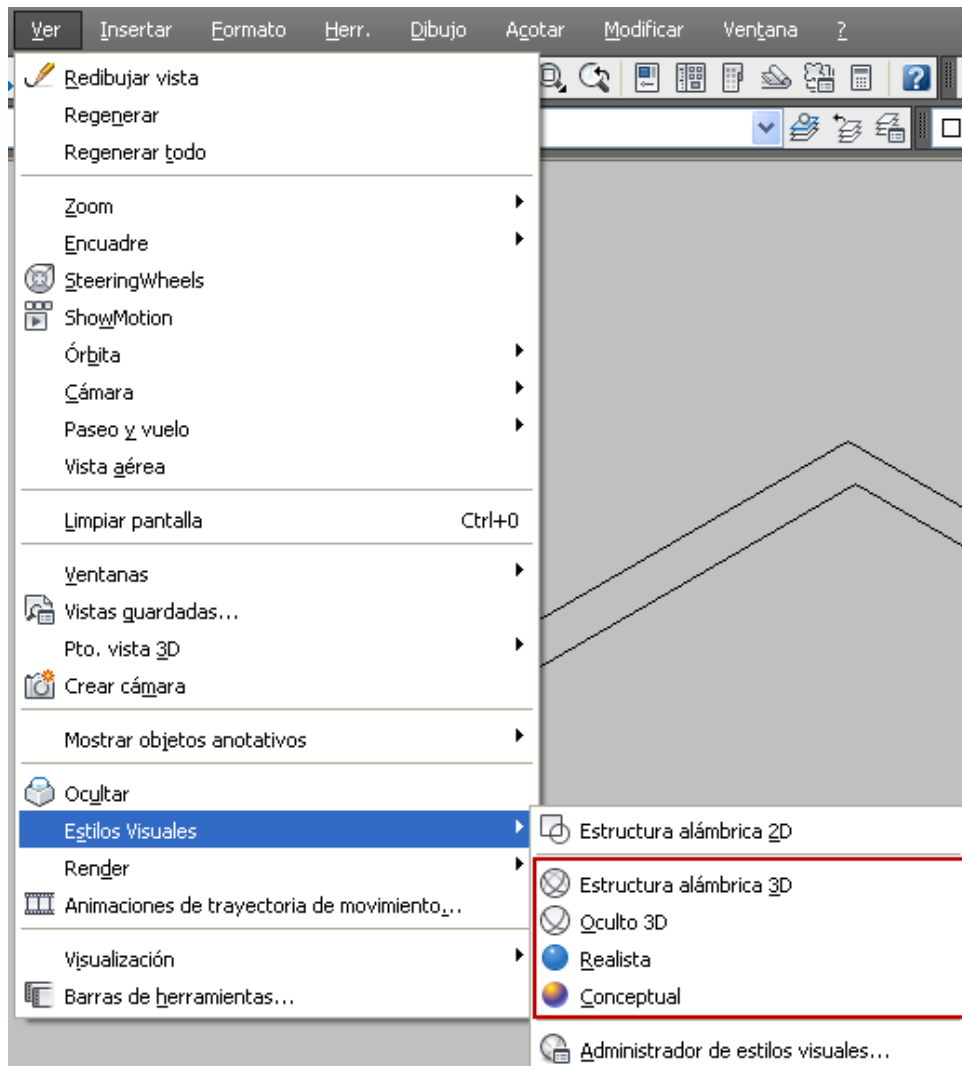 Ver Insertar Formato Herr. Dibujo Acotar Modificar Ventana ?
Redibujar vista
Regenerar
Regenerar todo
Zoom
Encuadre
SteeringWheels
ShowMotion
Órbita
Cámara
Paseo y vuelo
Vista aérea
Limpiar pantalla Ctrl+0
Ventanas
Vistas guardadas...
Pto. vista 3D
Crear cámara
Mostrar objetos anotativos
Ocultar
Estilos Visuales
Render
Animaciones de trayectoria de movimiento...
Visualización
Barras de herramientas...
Estructura alámbrica 2D
Estructura alámbrica 3D
Oculto 3D
Realista
Conceptual
Administrador de estilos visuales...